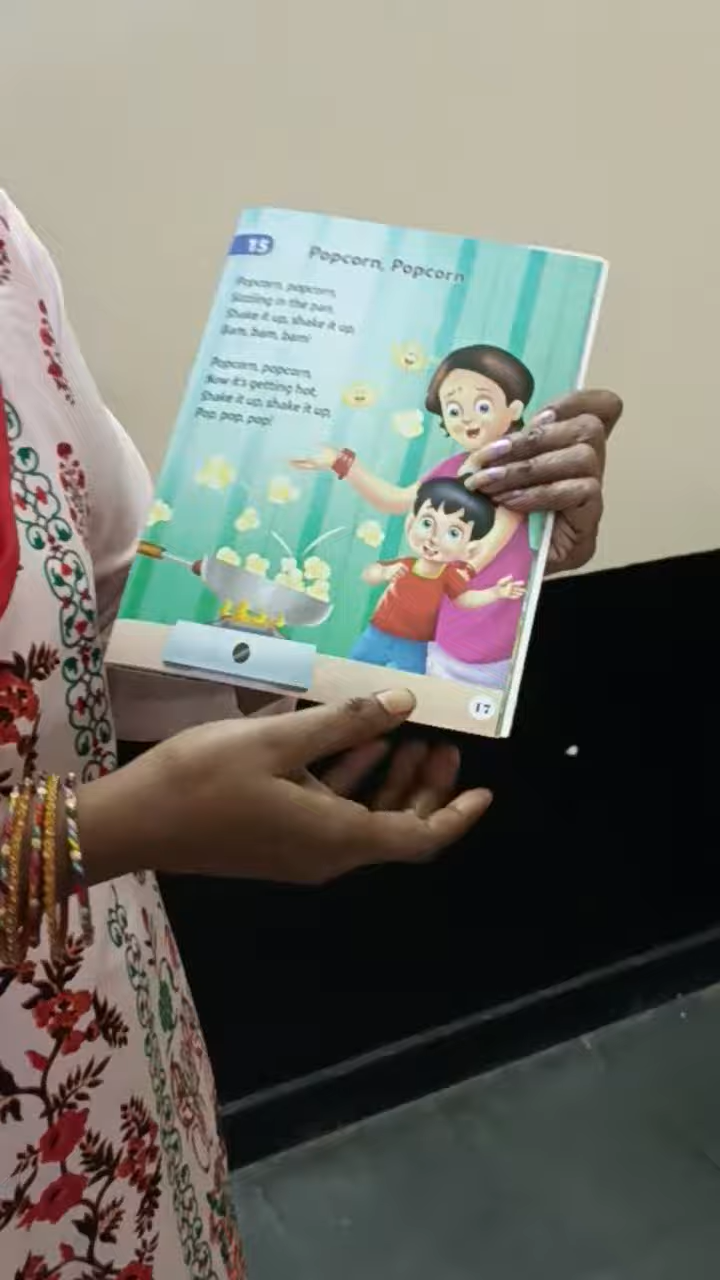 15
Popcorn, Popcorn
Popcorn, popcorn,
Sizzling in the pan,
Shake it up, shake it up,
Bam, bam, bam!
Popcorn, popcorn,
Now it's getting hot,
Shake it up, shake it up,
Pop, pop, pop!
17